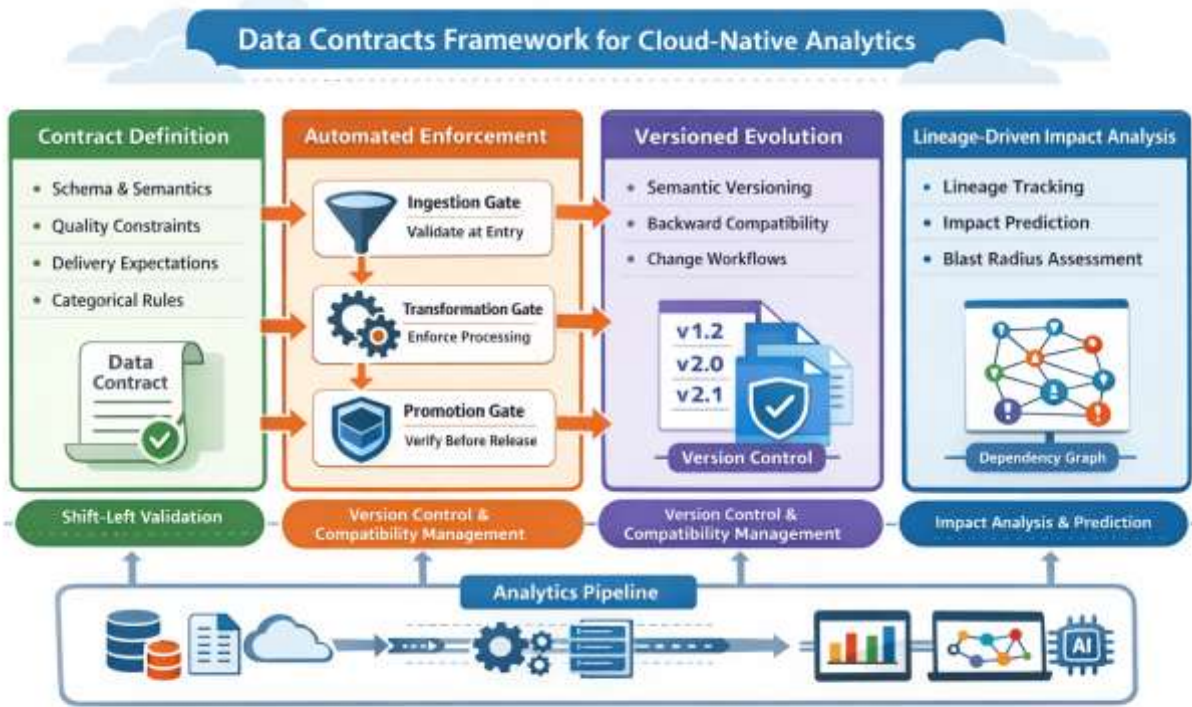 Data Contracts Framework for Cloud-Native Analytics
Contract Definition
• Schema & Semantics
• Quality Constraints
• Delivery Expectations
• Categorical Rules
Data
Contract
Shift-Left Validation
Automated Enforcement
Ingestion Gate
Validate at Entry
Transformation Gate
Enforce Processing
Promotion Gate
Verify Before Release
Version Control &
Compatibility Management
Versioned Evolution
• Semantic Versioning
• Backward Compatibility
• Change Workflows
v1.2
v2.0
v2.1
Version Control
Version Control &
Compatibility Management
Lineage-Driven Impact Analysis
• Lineage Tracking
• Impact Prediction
• Blast Radius Assessment
Dependency Graph
Impact Analysis & Prediction
Analytics Pipeline
AI